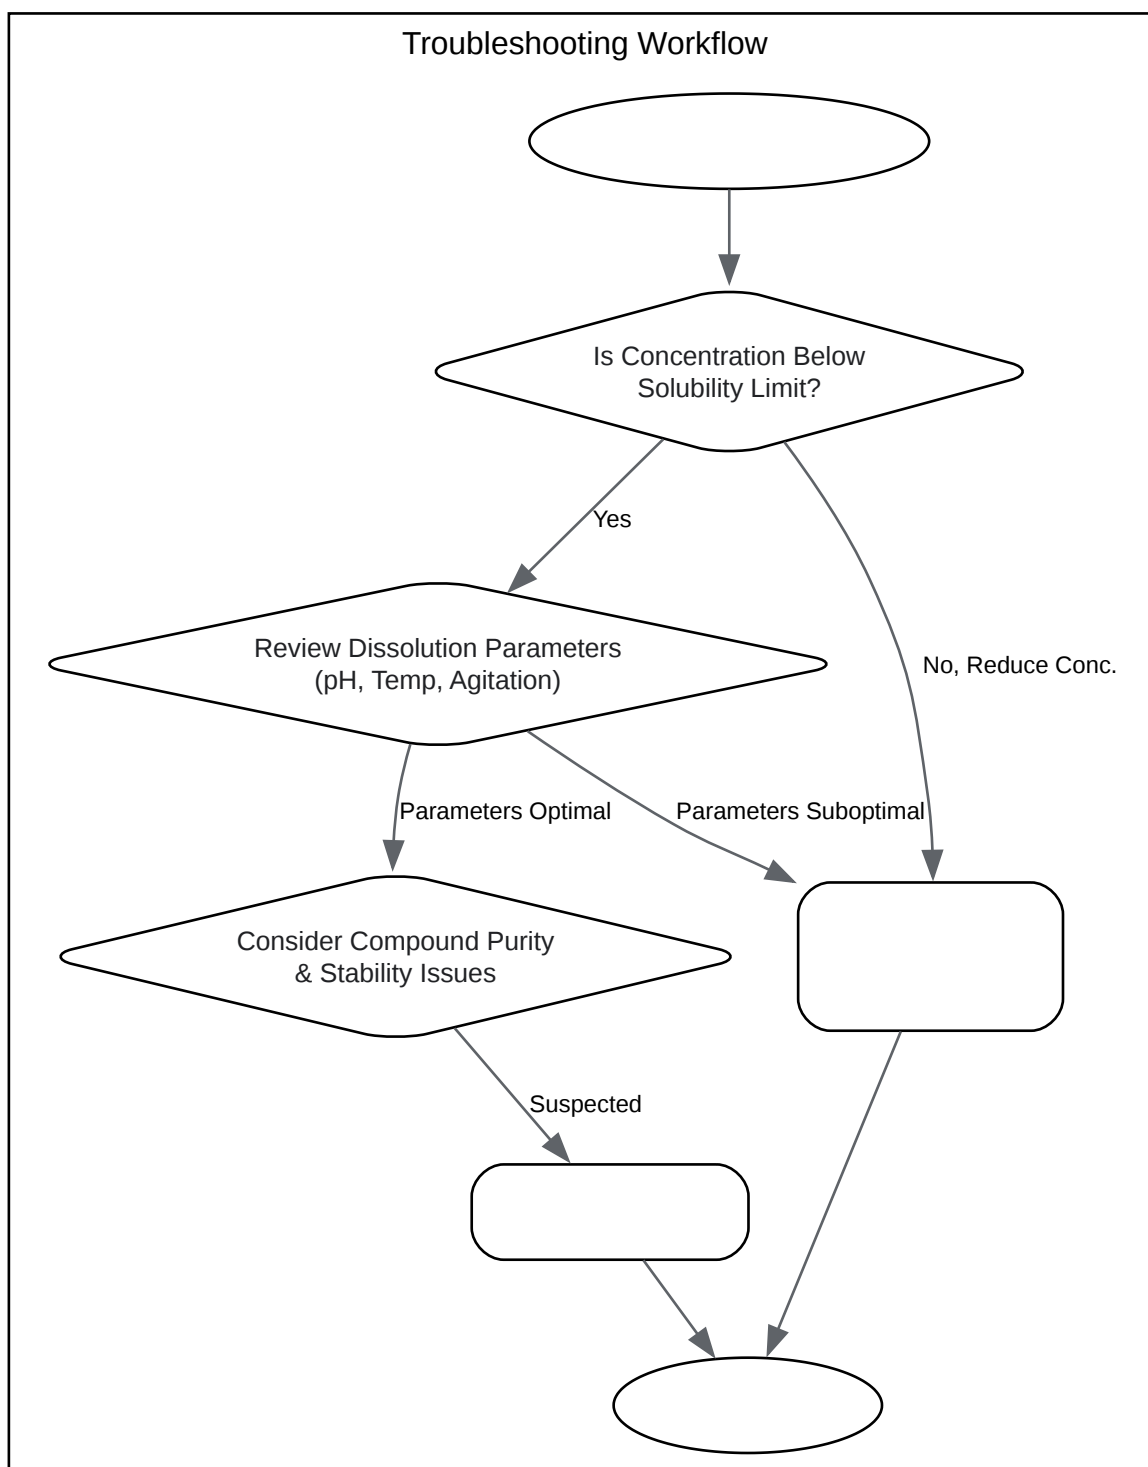 Troubleshooting Workflow
Is Concentration Below
Solubility Limit?
Yes
Review Dissolution Parameters
(pH, Temp, Agitation)
No, Reduce Conc.
Parameters Optimal
Parameters Suboptimal
Consider Compound Purity
& Stability Issues
Suspected